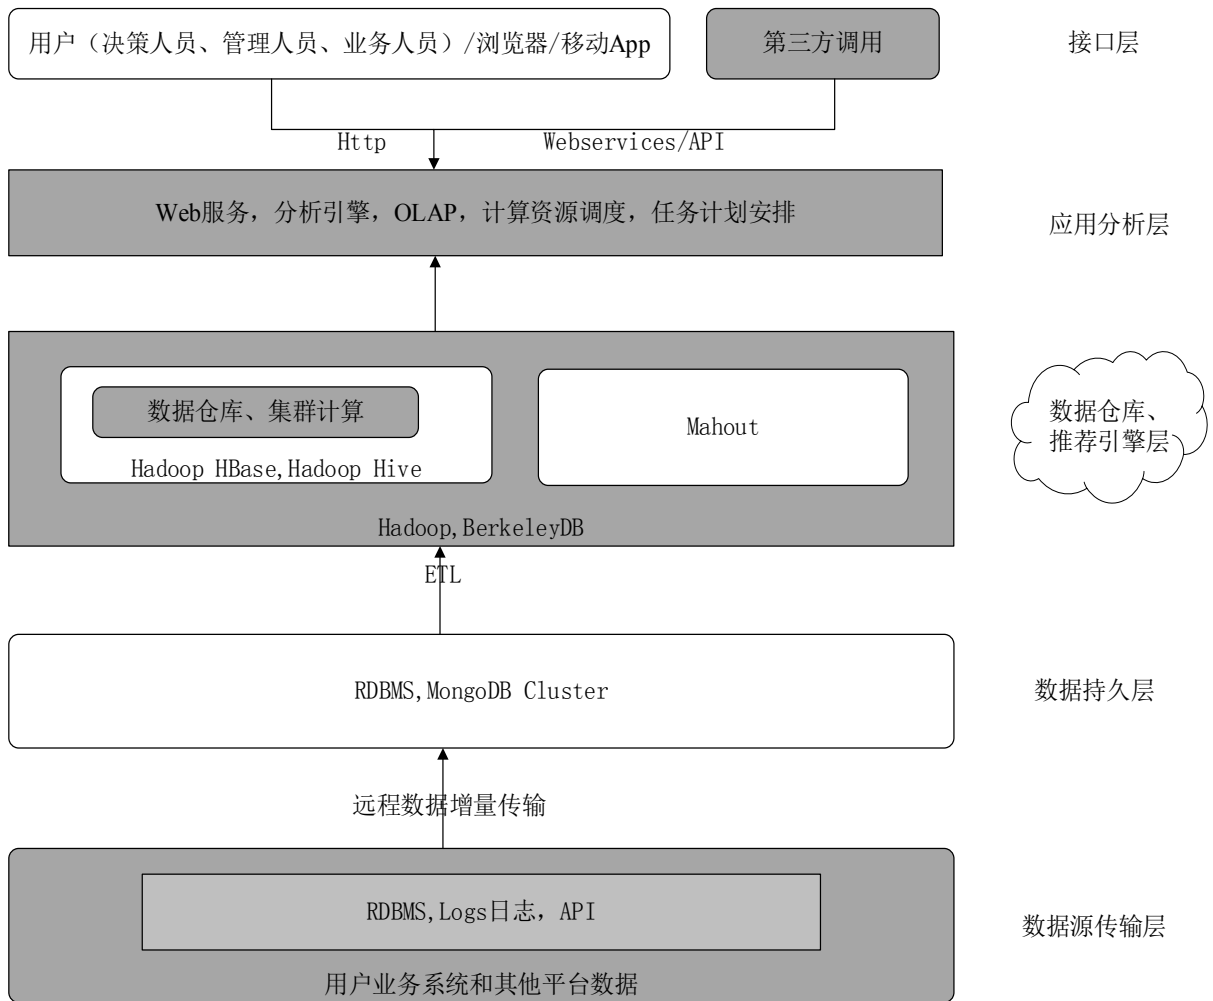 用户（决策人员、管理人员、业务人员）/浏览器/移动App
第三方调用
接口层
Http
Webservices/API
Web服务，分析引擎，OLAP，计算资源调度，任务计划安排
应用分析层
数据仓库、集群计算
Hadoop HBase,Hadoop Hive
Mahout
Hadoop,BerkeleyDB
数据仓库、
推荐引擎层
ETL
RDBMS,MongoDB Cluster
数据持久层
远程数据增量传输
RDBMS,Logs日志，API
用户业务系统和其他平台数据
数据源传输层